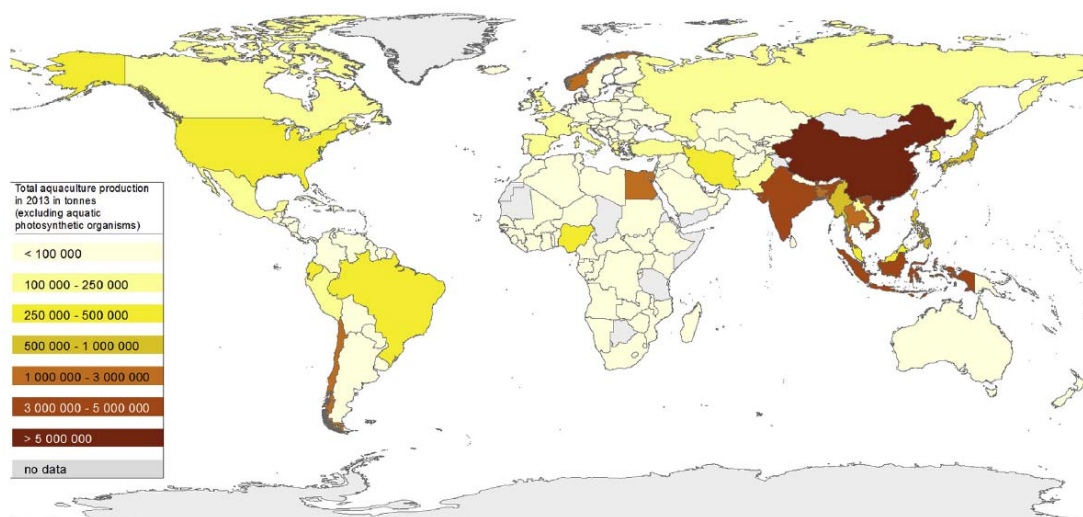 Total aquaculture production
in 2013 in tonnes
(excluding aquatic
photosynthetic organisms)
< 100 000
100 000 - 250 000
250 000 - 500 000
500 000 - 1 000 000
1 000 000 - 3 000 000
3 000 000 - 5 000 000
> 5 000 000
no data